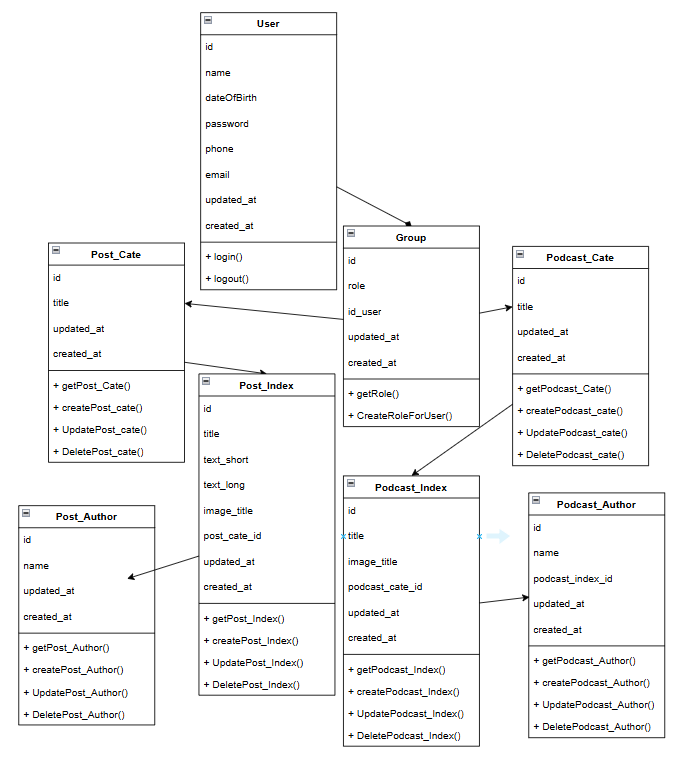 User
id
name
dateOfBirth
password
phone
email
updated_at
created_at
+ login()
+ logout()
Group
id
role
id_user
updated_at
created_at
+ getRole()
+ CreateRoleForUser()
Post_Cate
id
title
updated_at
created_at
+ getPost_Cate()
+ createPost_cate()
+ UpdatePost_cate()
+ DeletePost_cate()
Podcast_Cate
id
title
updated_at
created_at
+ getPodcast_Cate()
+ createPodcast_cate()
+ UpdatePodcast_cate()
+ DeletePodcast_cate()
Post_Index
id
title
text_short
text_long
image_title
post_cate_id
updated_at
created_at
+ getPost_Index()
+ createPost_Index()
+ UpdatePost_Index()
+ DeletePost_Index()
Podcast_Index
id
title
image_title
podcast_cate_id
updated_at
created_at
+ getPodcast_Index()
+ createPodcast_Index()
+ UpdatePodcast_Index()
+ DeletePodcast_Index()
Post_Author
id
name
updated_at
created_at
+ getPost_Author()
+ createPost_Author()
+ UpdatePost_Author()
+ DeletePost_Author()
Podcast_Author
id
name
podcast_index_id
updated_at
created_at
+ getPodcast_Author()
+ createPodcast_Author()
+ UpdatePodcast_Author()
+ DeletePodcast_Author()